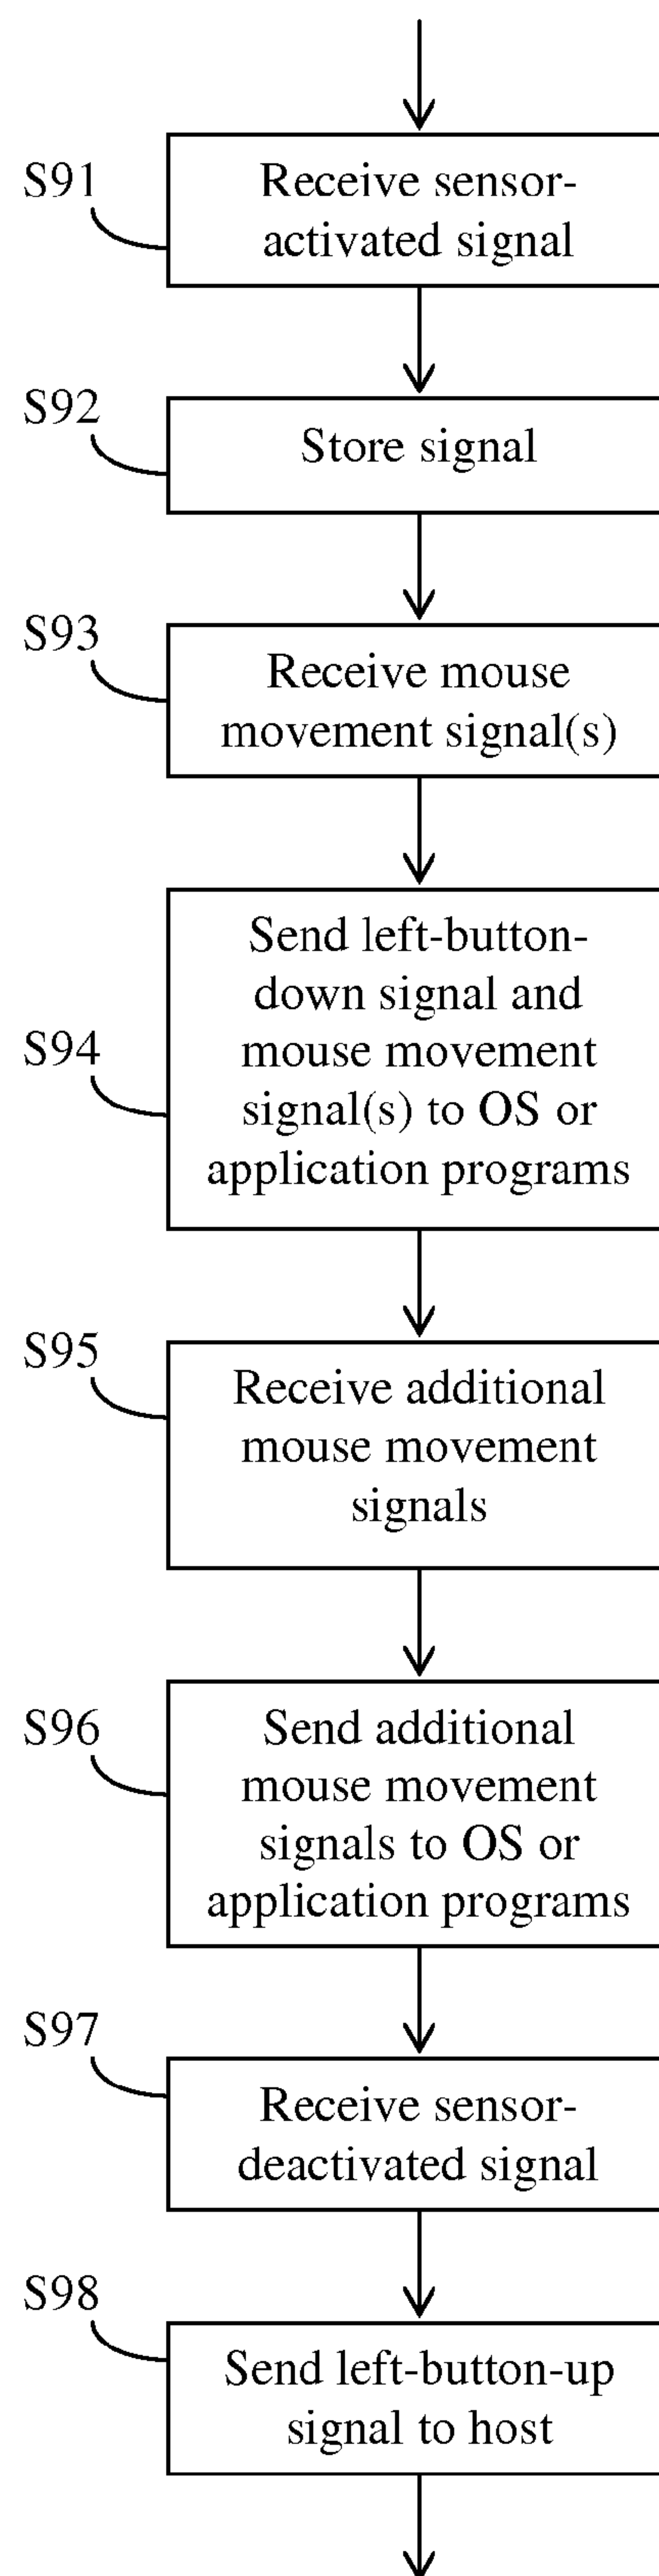 S91
Receive sensor-
activated signal
S92
Store signal
S93
Receive mouse
movement signal(s)
S94
Send left-button-
down signal and
mouse movement
signal(s) to OS or
application programs
S95
Receive additional
mouse movement
signals
S96
Send additional
mouse movement
signals to OS or
application programs
S97
Receive sensor-
deactivated signal
S98
Send left-button-up
signal to host